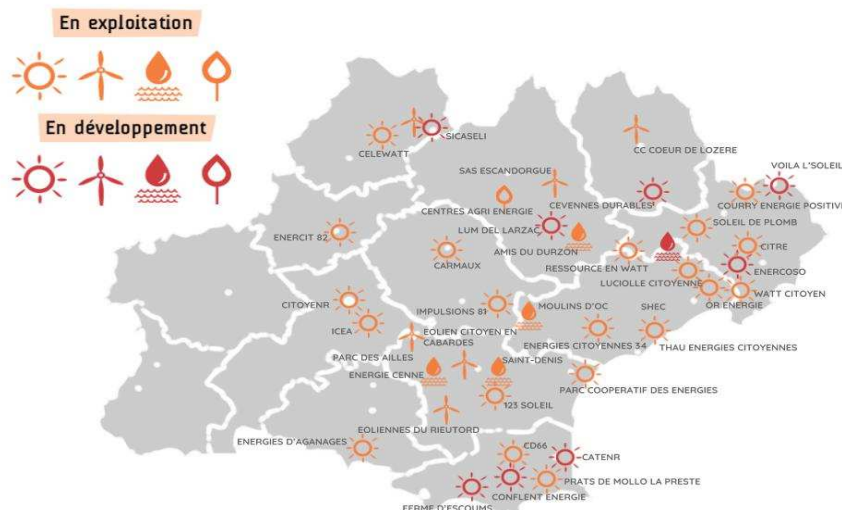 En exploitation
En développement
SICASELI
CELEWATT
CC COEUR DE LOZERE
VOILA L'SOLEIL
SAS ESCANDORGUE
CENTRES AGRI ENERGIE
CEVENNES DURABLES
COURRY ENERGIE POSITIVE
SOLEIL DE PLOMB
ENERCIT 82
LUM DEL LARZAC
AMIS DU DURZON
CITRE
CARMAUX
RESSOURCE EN WATT
ENERCOSO
LUCIOLLE CITOYENNE
OR ENERGIE
WATT CITOYEN
CITOYENR
IMPULSIONS 81
MOULINS D'OC
SHEC
ICEA
EOLIEN CITOYEN EN
CABARDES
ENERGIES CITOYENNES 34
THAU ENERGIES CITOYENNES
PARC DES AILLES
SAINT-DENIS
ENERGIE CENNE
PARC COOPERATIF DES ENERGIES
123 SOLEIL
EOLIENNES DU RIEUTORD
ENERGIES D'AGANAGES
CD66
CATENR
PRATS DE MOLLO LA PRESTE
CONFLENT ENERGIE
FERME D'ESCOUMS